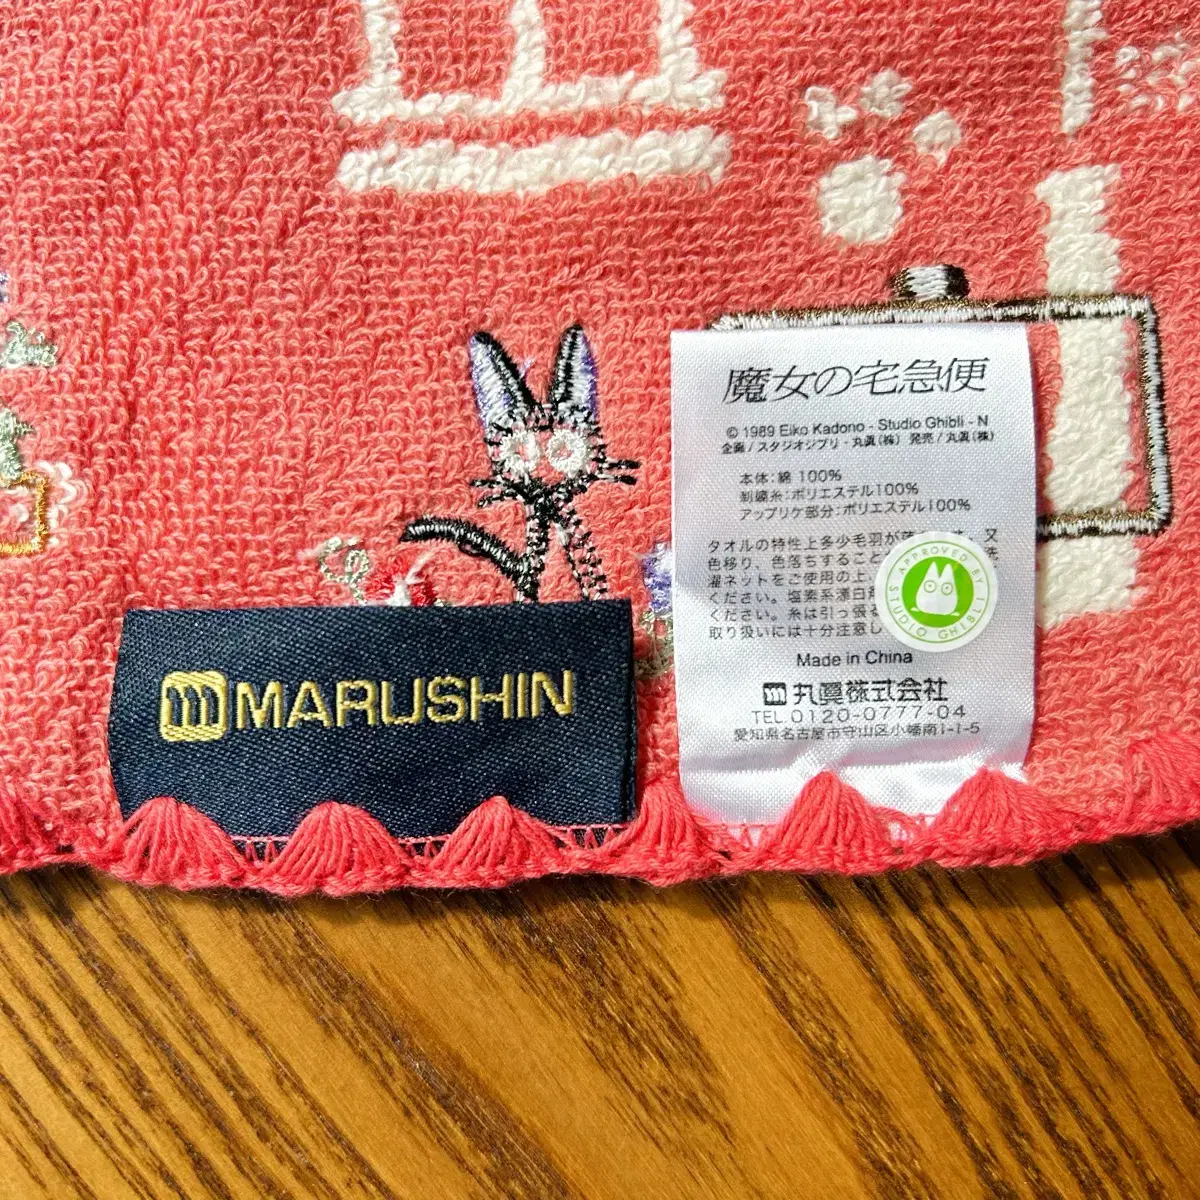 魔女の宅急便
© 1989 Eiko Kadono - Studio Ghibli - N
企画/スタジオジブリ・丸眞(株) 発売/丸眞(株)
本体:綿 100%
刺繍糸:ポリエステル100%
アップリケ部分:ポリエステル100%
タオルの特性上多少毛羽が 又
色移り、色落ちすること 洗
濯ネットをご使用の上、
ください。塩素系漂白
ください。糸は引っ張
取り扱いには十分注意し
APPROVED BY
STUDIO GHIBLI
Made in China
丸眞株式会社
TEL.0120-0777-04
愛知県名古屋市守山区小幡南1-1-5
m MARUSHIN